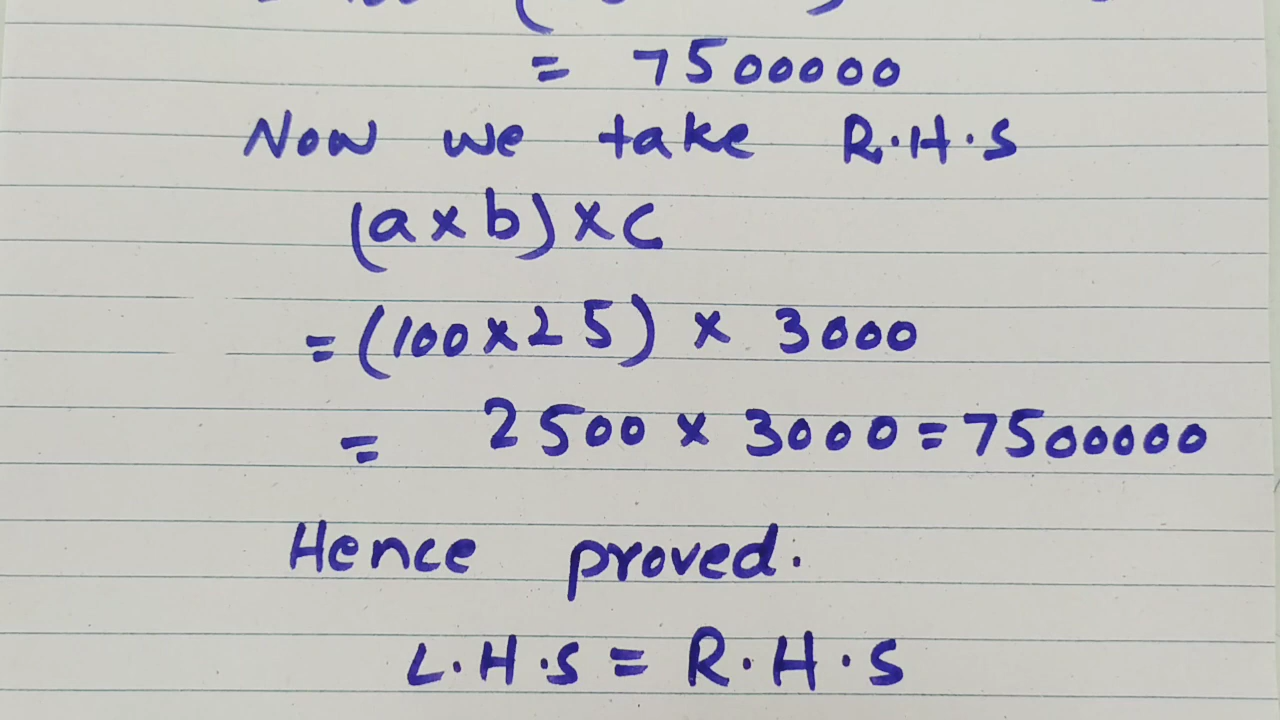 = 7500000
Now we take R.H.S
(a×b)×c
=(100×25) × 3000
= 2500 × 3000=7500000
Hence proved.
L.H.S = R.H.S